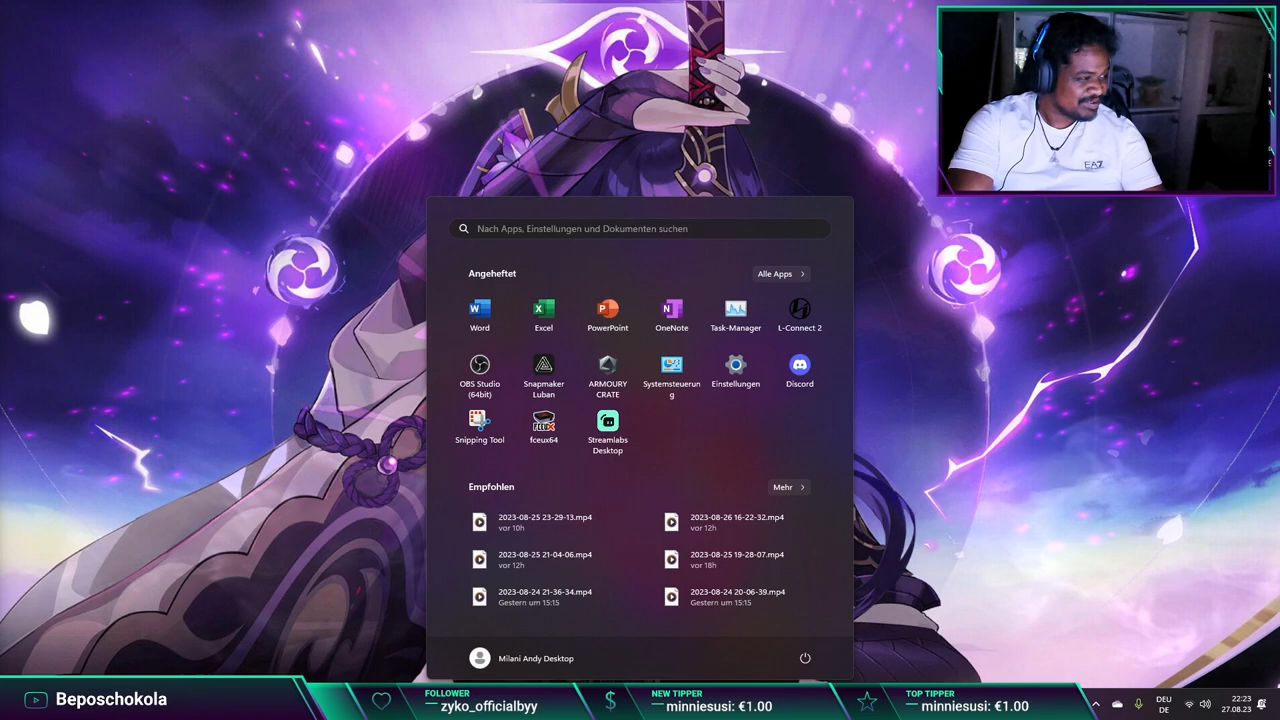 EA7
Nach Apps, Einstellungen und Dokumenten suchen
Angeheftet
Alle Apps
Word
Excel
PowerPoint
OneNote
Task-Manager
L-Connect 2
OBS Studio
(64bit)
Snapmaker
Luban
ARMOURY
CRATE
Systemsteuerun
g
Einstellungen
Discord
Snipping Tool
fceux64
Streamlabs
Desktop
Empfohlen
Mehr
2023-08-25 23-29-13.mp4
vor 10h
2023-08-26 16-22-32.mp4
vor 12h
2023-08-25 21-04-06.mp4
vor 12h
2023-08-25 19-28-07.mp4
vor 18h
2023-08-24 21-36-34.mp4
Gestern um 15:15
2023-08-24 20-06-39.mp4
Gestern um 15:15
Milani Andy Desktop
Beposchokola
FOLLOWER
zyko_officialbyy
NEW TIPPER
minniesusi: €1.00
TOP TIPPER
minniesusi: €1.00
DEU
DE
22:23
27.08.23